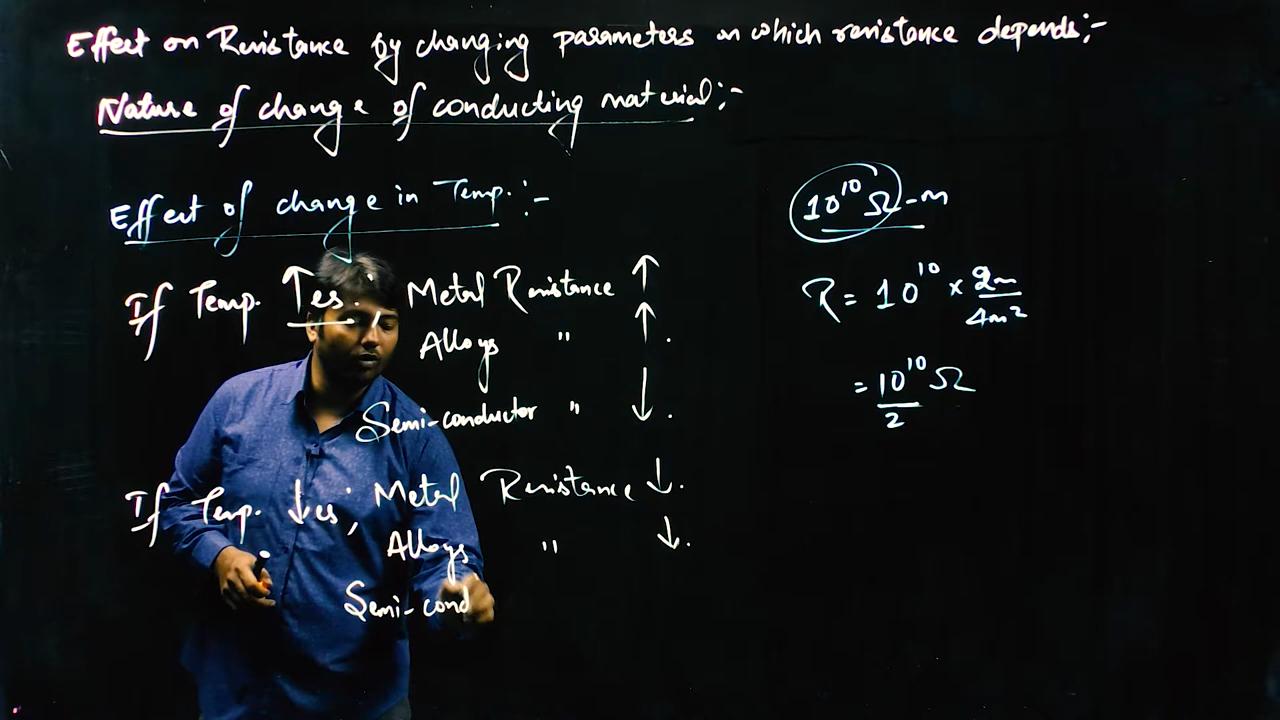 Effect on Resistance by changing parameters on which resistance depends:-
Nature of change of conducting material:-
Effect of change in Temp.:-
If Temp. ↑es; Metal Resistance ↑
Alloys " ↑.
Semi-conductor " ↓.
If Temp. ↓es; Metal Resistance ↓.
Alloys " ↓.
Semi-cond
10¹⁰ Ω-m
R = 10¹⁰ × 2m/4m²
= 10¹⁰/2 Ω